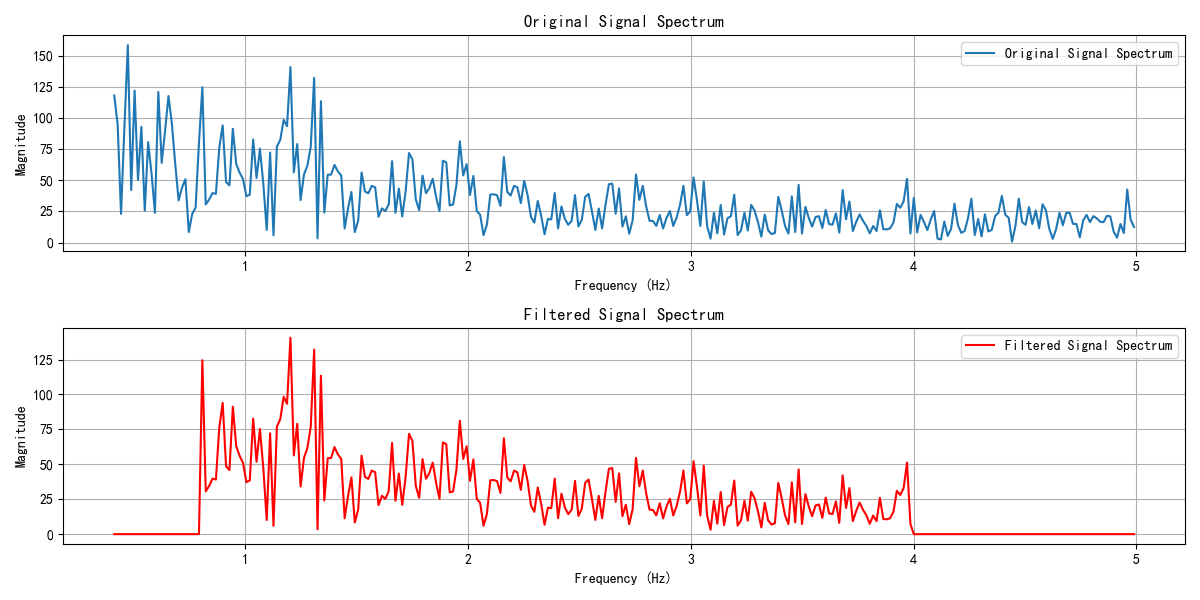 Original Signal Spectrum
Original Signal Spectrum
150
125
100
75
50
25
0
Magnitude
1 2 3 4 5
Frequency (Hz)
Filtered Signal Spectrum
Filtered Signal Spectrum
125
100
75
50
25
0
Magnitude
1 2 3 4 5
Frequency (Hz)